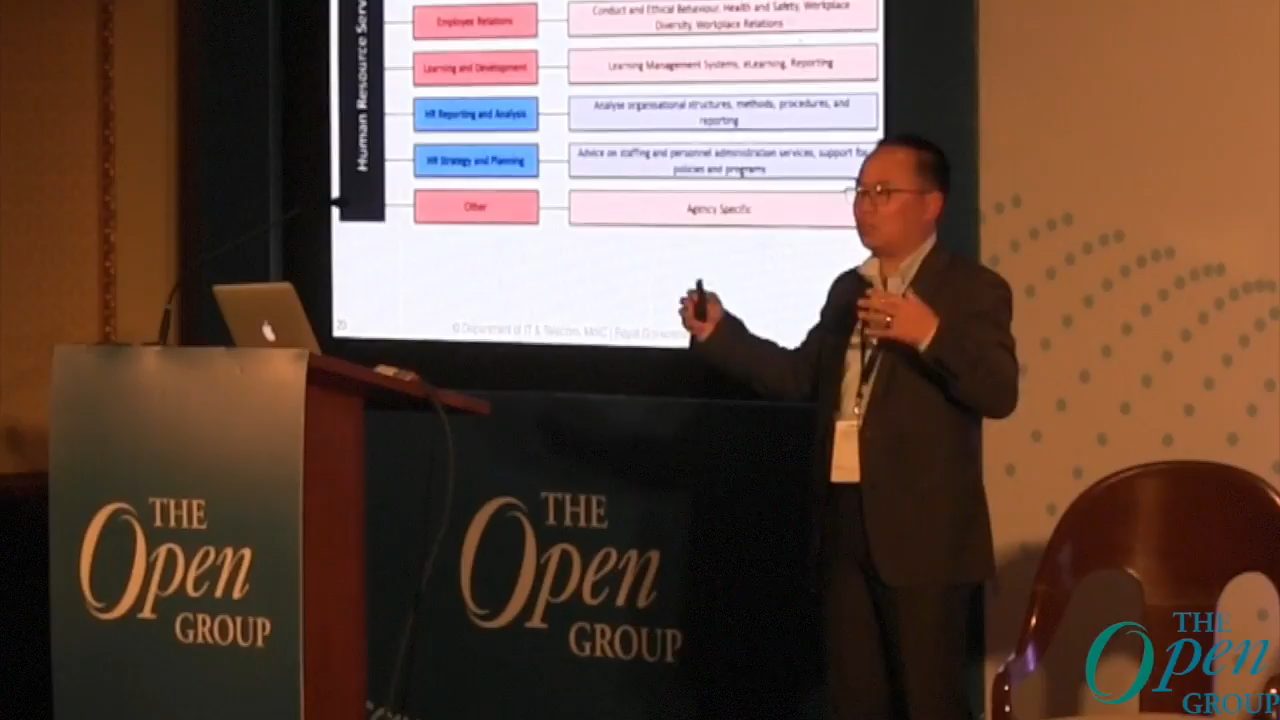 Human Resource Serv
Employee Relations
Conduct and Ethical Behaviour, Health and Safety, Workplace
Diversity, Workplace Relations
Learning and Development
Learning Management Systems, eLearning, Reporting
HR Reporting and Analysis
Analyse organisational structures, methods, procedures, and
reporting
HR Strategy and Planning
Advice on staffing and personnel administration services, support for
policies and programs
Other
Agency Specific
© Department of IT & Telecom, MoIC | Royal
THE
Open
GROUP
THE
Open
GROUP
THE
Open
GROUP